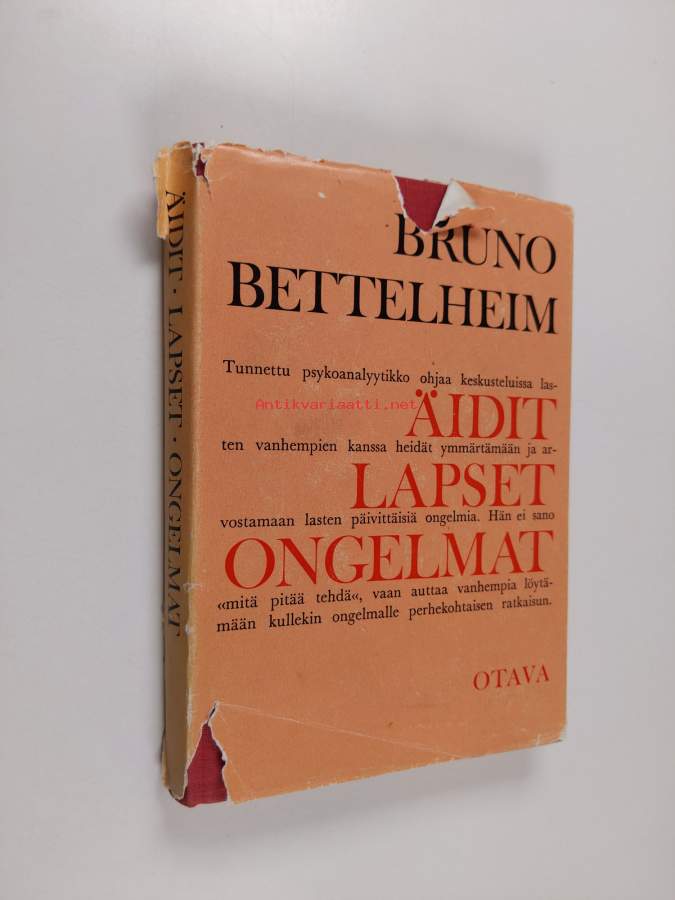 ÄIDIT · LAPSET · ONGELMAT
BRUNO
BETTELHEIM
Tunnettu psykoanalyytikko ohjaa keskusteluissa las-
Antikvariaatti.net
ÄIDIT
ten vanhempien kanssa heidät ymmärtämään ja ar-
LAPSET
vostamaan lasten päivittäisiä ongelmia. Hän ei sano
ONGELMAT
«mitä pitää tehdä«, vaan auttaa vanhempia löytä-
mään kullekin ongelmalle perhekohtaisen ratkaisun.
OTAVA